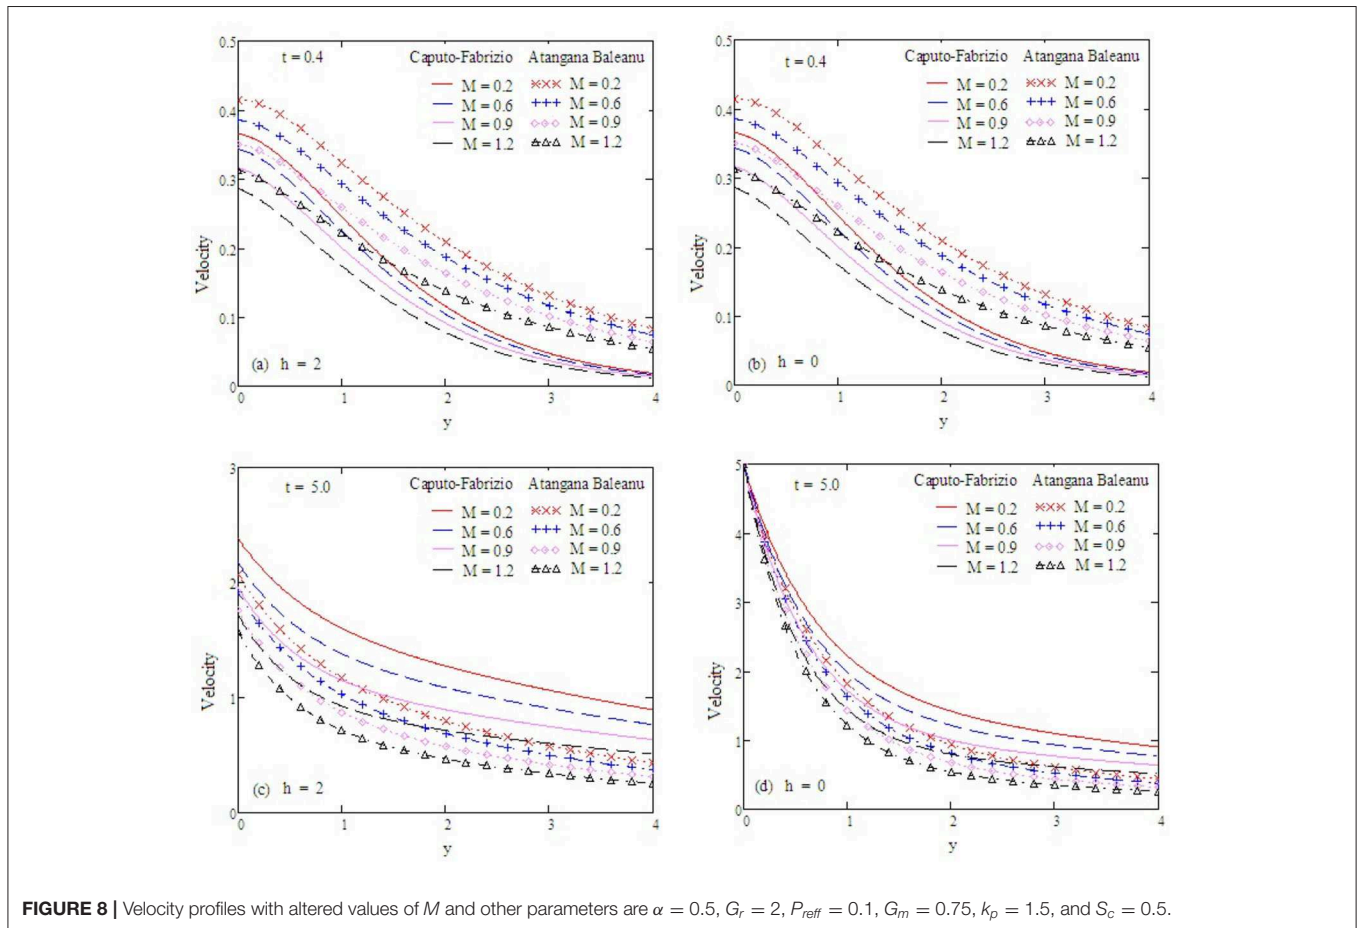 0.5
t = 0.4
Caputo-Fabrizio Atangana Baleanu
M = 0.2 M = 0.2
M = 0.6 M = 0.6
M = 0.9 M = 0.9
M = 1.2 M = 1.2
0.4
0.3
0.2
0.1
0
Velocity
(a) h = 2
0 1 2 3 4
y
0.5
t = 0.4
Caputo-Fabrizio Atangana Baleanu
M = 0.2 M = 0.2
M = 0.6 M = 0.6
M = 0.9 M = 0.9
M = 1.2 M = 1.2
0.4
0.3
0.2
0.1
0
Velocity
(b) h = 0
0 1 2 3 4
y
3
t = 5.0
Caputo-Fabrizio Atangana Baleanu
M = 0.2 M = 0.2
M = 0.6 M = 0.6
M = 0.9 M = 0.9
M = 1.2 M = 1.2
2
1
0
Velocity
(c) h = 2
0 1 2 3 4
y
5
t = 5.0
Caputo-Fabrizio Atangana Baleanu
M = 0.2 M = 0.2
M = 0.6 M = 0.6
M = 0.9 M = 0.9
M = 1.2 M = 1.2
4
3
2
1
0
Velocity
(d) h = 0
0 1 2 3 4
y
FIGURE 8 | Velocity profiles with altered values of M and other parameters are α = 0.5, Gr = 2, Preff = 0.1, Gm = 0.75, kp = 1.5, and Sc = 0.5.